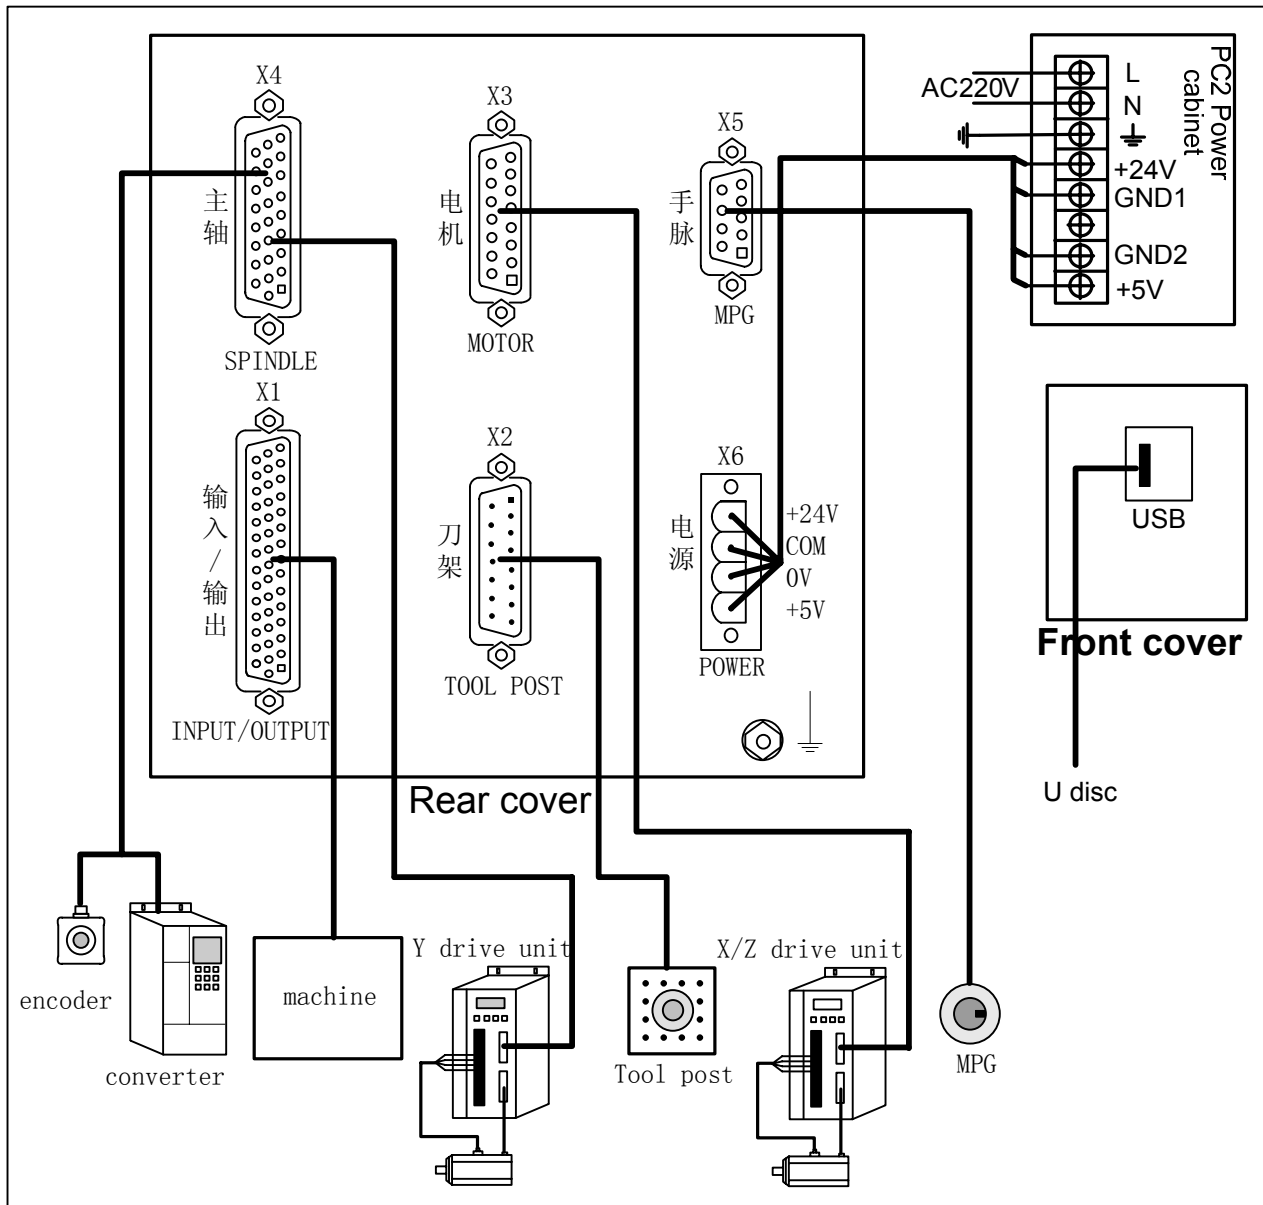 X4
主
轴
SPINDLE
X3
电
机
MOTOR
X5
手
脉
MPG
AC220V
L
N
+24V
GND1
GND2
+5V
PC2 Power
cabinet
X1
输
入
/
输
出
INPUT/OUTPUT
X2
刀
架
TOOL POST
X6
电
源
+24V
COM
0V
+5V
POWER
USB
Front cover
U disc
Rear cover
encoder
converter
machine
Y drive unit
Tool post
X/Z drive unit
MPG